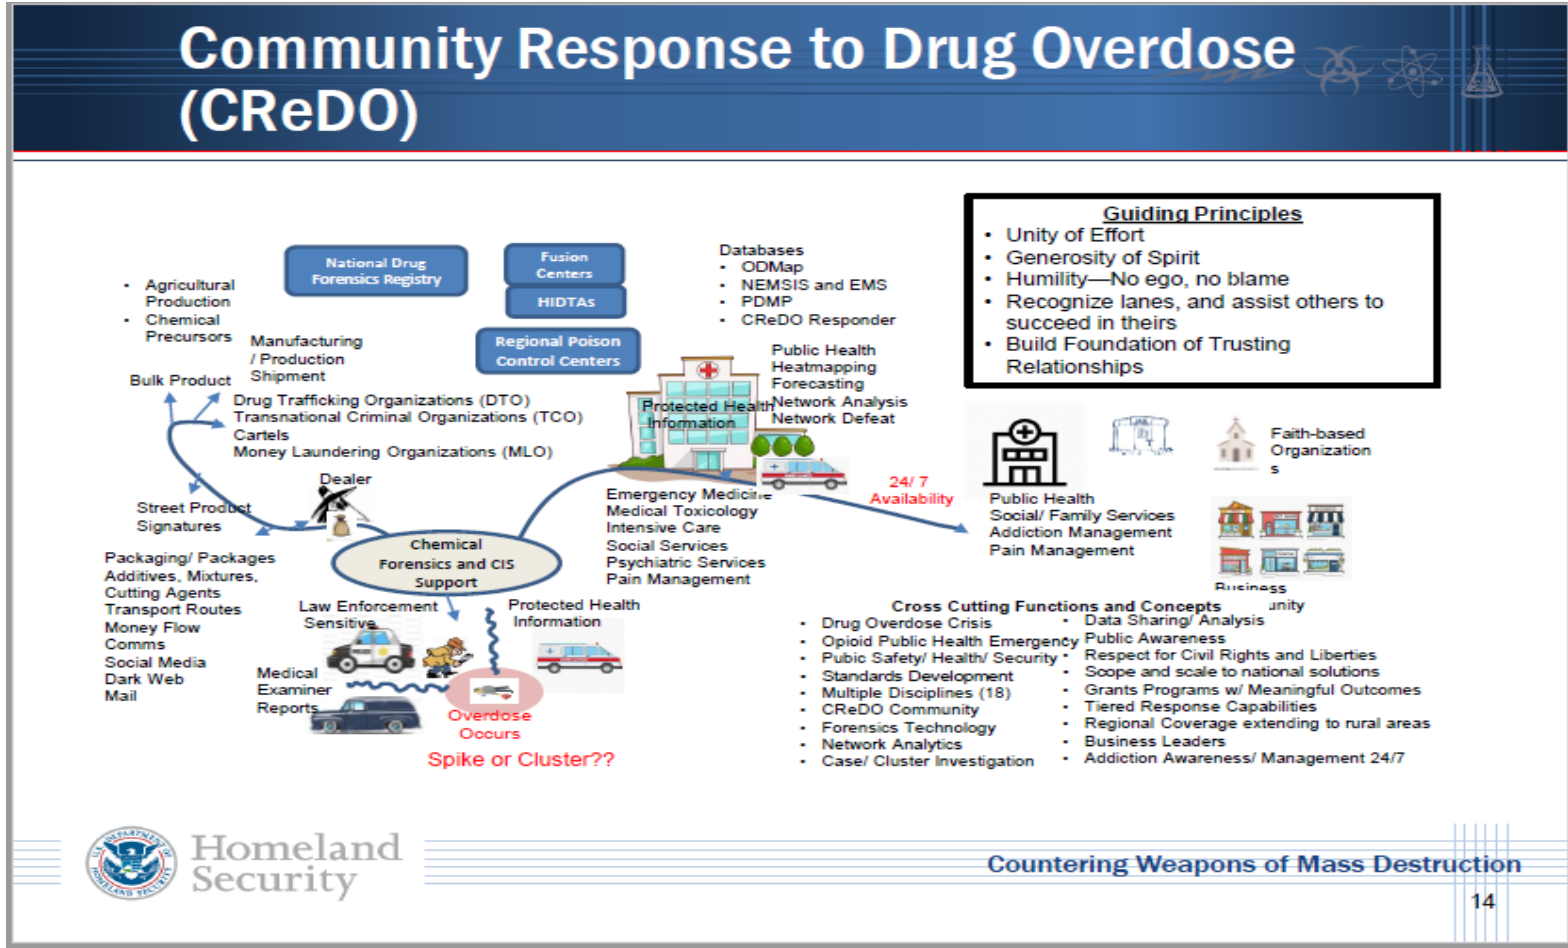 Community Response to Drug Overdose
(CReDO)
Guiding Principles
• Unity of Effort
• Generosity of Spirit
• Humility—No ego, no blame
• Recognize lanes, and assist others to
succeed in theirs
• Build Foundation of Trusting
Relationships
National Drug
Forensics Registry
Fusion
Centers
HIDTAs
Regional Poison
Control Centers
Databases
• ODMap
• NEMSIS and EMS
• PDMP
• CReDO Responder
• Agricultural
Production
• Chemical
Precursors
Manufacturing
/ Production
Shipment
Bulk Product
Drug Trafficking Organizations (DTO)
Transnational Criminal Organizations (TCO)
Cartels
Money Laundering Organizations (MLO)
Public Health
Heatmapping
Forecasting
Network Analysis
Network Defeat
Protected Health
Information
Dealer
Street Product
Signatures
Packaging/ Packages
Additives, Mixtures,
Cutting Agents
Transport Routes
Money Flow
Comms
Social Media
Dark Web
Mail
Chemical
Forensics and CIS
Support
Emergency Medicine
Medical Toxicology
Intensive Care
Social Services
Psychiatric Services
Pain Management
24/ 7
Availability
Public Health
Social/ Family Services
Addiction Management
Pain Management
Faith-based
Organization
s
Business
unity
Law Enforcement
Sensitive
Protected Health
Information
Medical
Examiner
Reports
Overdose
Occurs
Spike or Cluster??
Cross Cutting Functions and Concepts
• Drug Overdose Crisis
• Opioid Public Health Emergency
• Pubic Safety/ Health/ Security
• Standards Development
• Multiple Disciplines (18)
• CReDO Community
• Forensics Technology
• Network Analytics
• Case/ Cluster Investigation
• Data Sharing/ Analysis
• Public Awareness
• Respect for Civil Rights and Liberties
• Scope and scale to national solutions
• Grants Programs w/ Meaningful Outcomes
• Tiered Response Capabilities
• Regional Coverage extending to rural areas
• Business Leaders
• Addiction Awareness/ Management 24/7
Homeland
Security
Countering Weapons of Mass Destruction
14